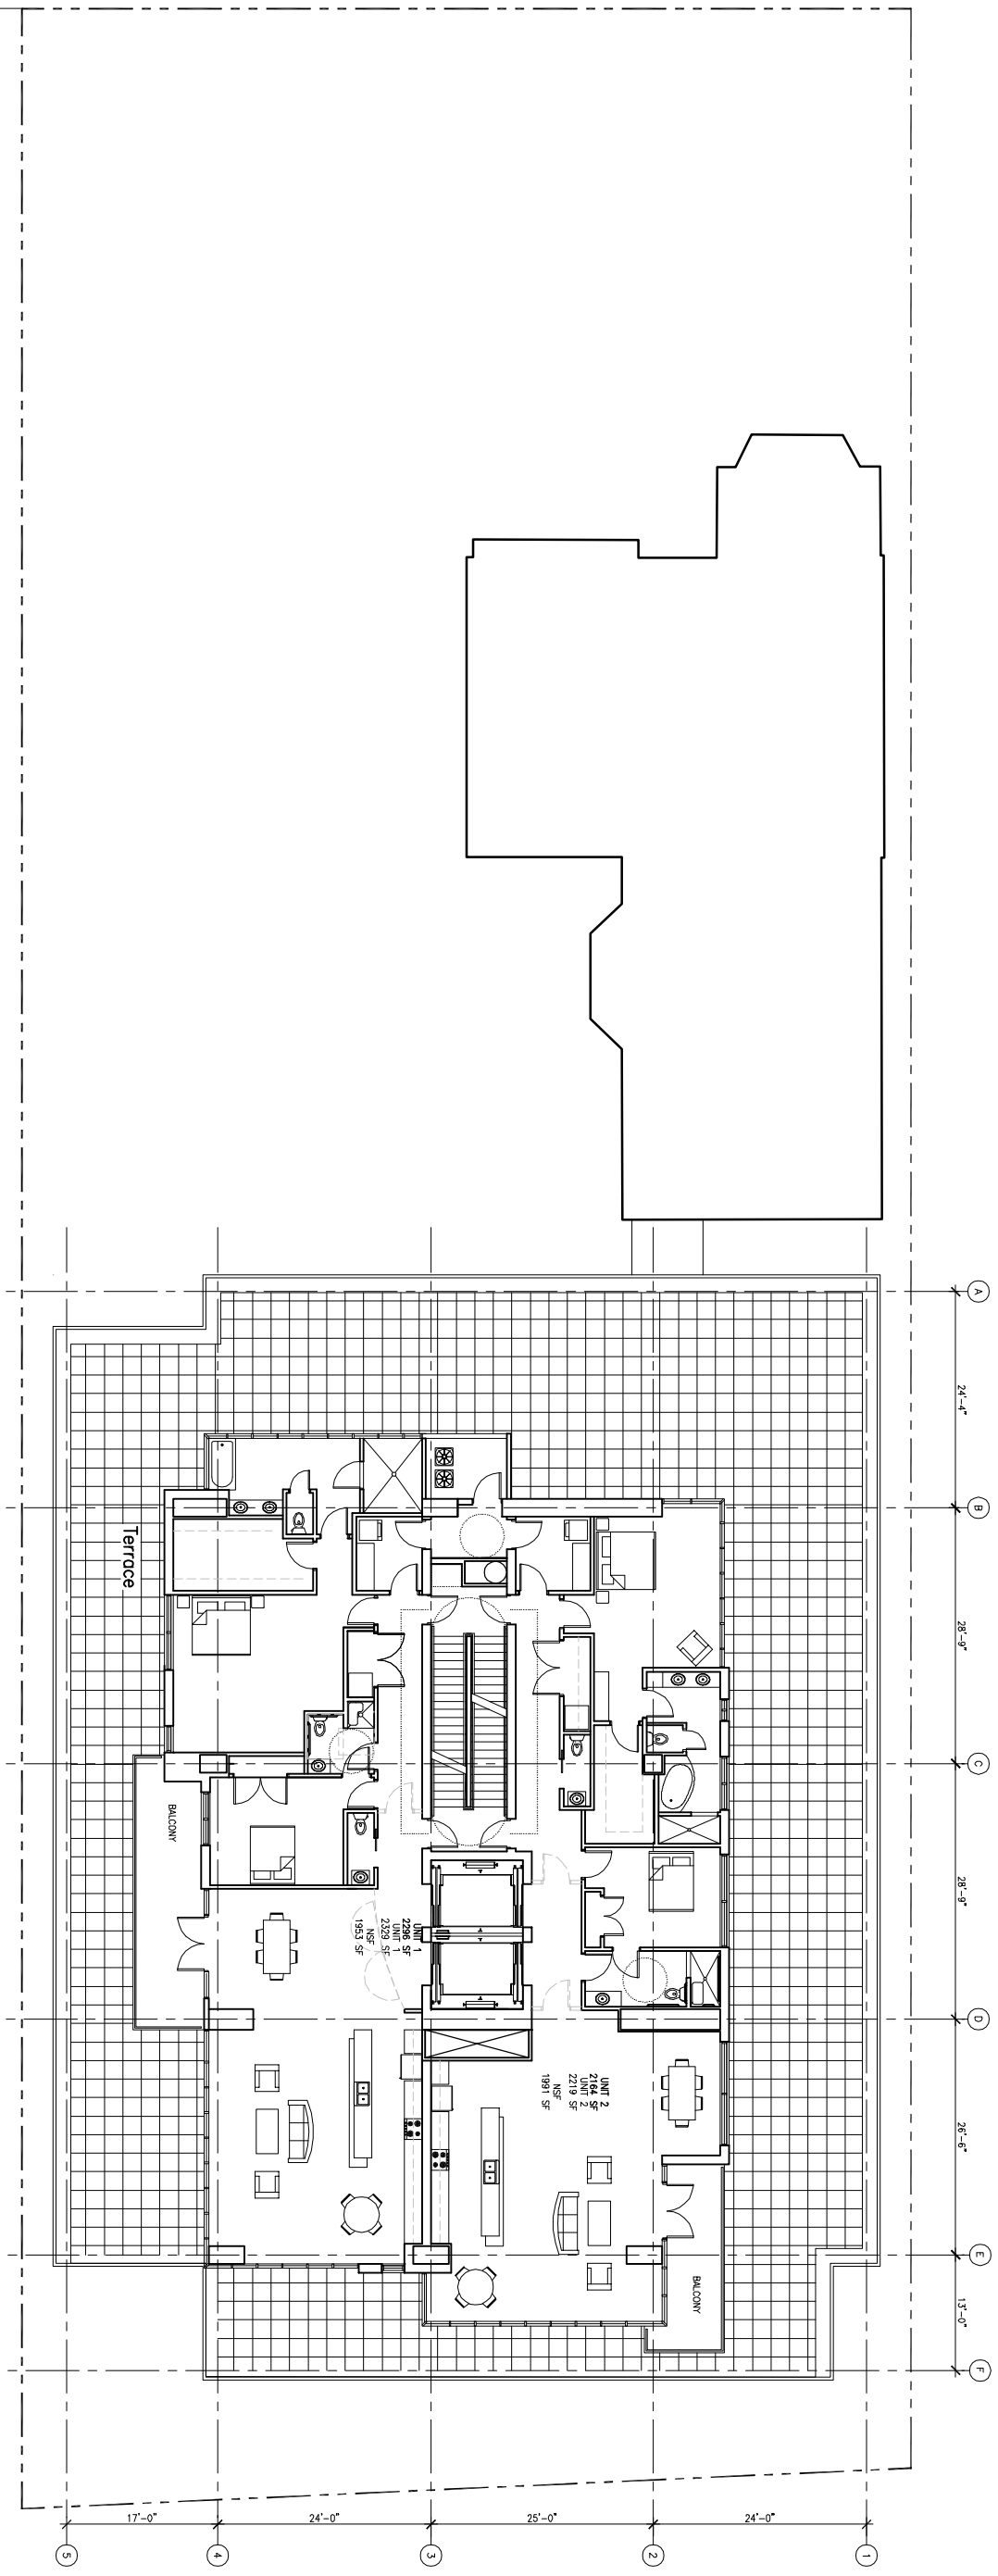 A
24'-4"
B
28'-9"
C
28'-9"
D
26'-6"
E
13'-0"
F
Terrace
BALCONY
UNIT 1
2296 SF
UNIT 1
2329 SF
NSF
1953 SF
UNIT 2
2164 SF
UNIT 2
2219 SF
NSF
1991 SF
BALCONY
5
17'-0"
4
24'-0"
3
25'-0"
2
24'-0"
1